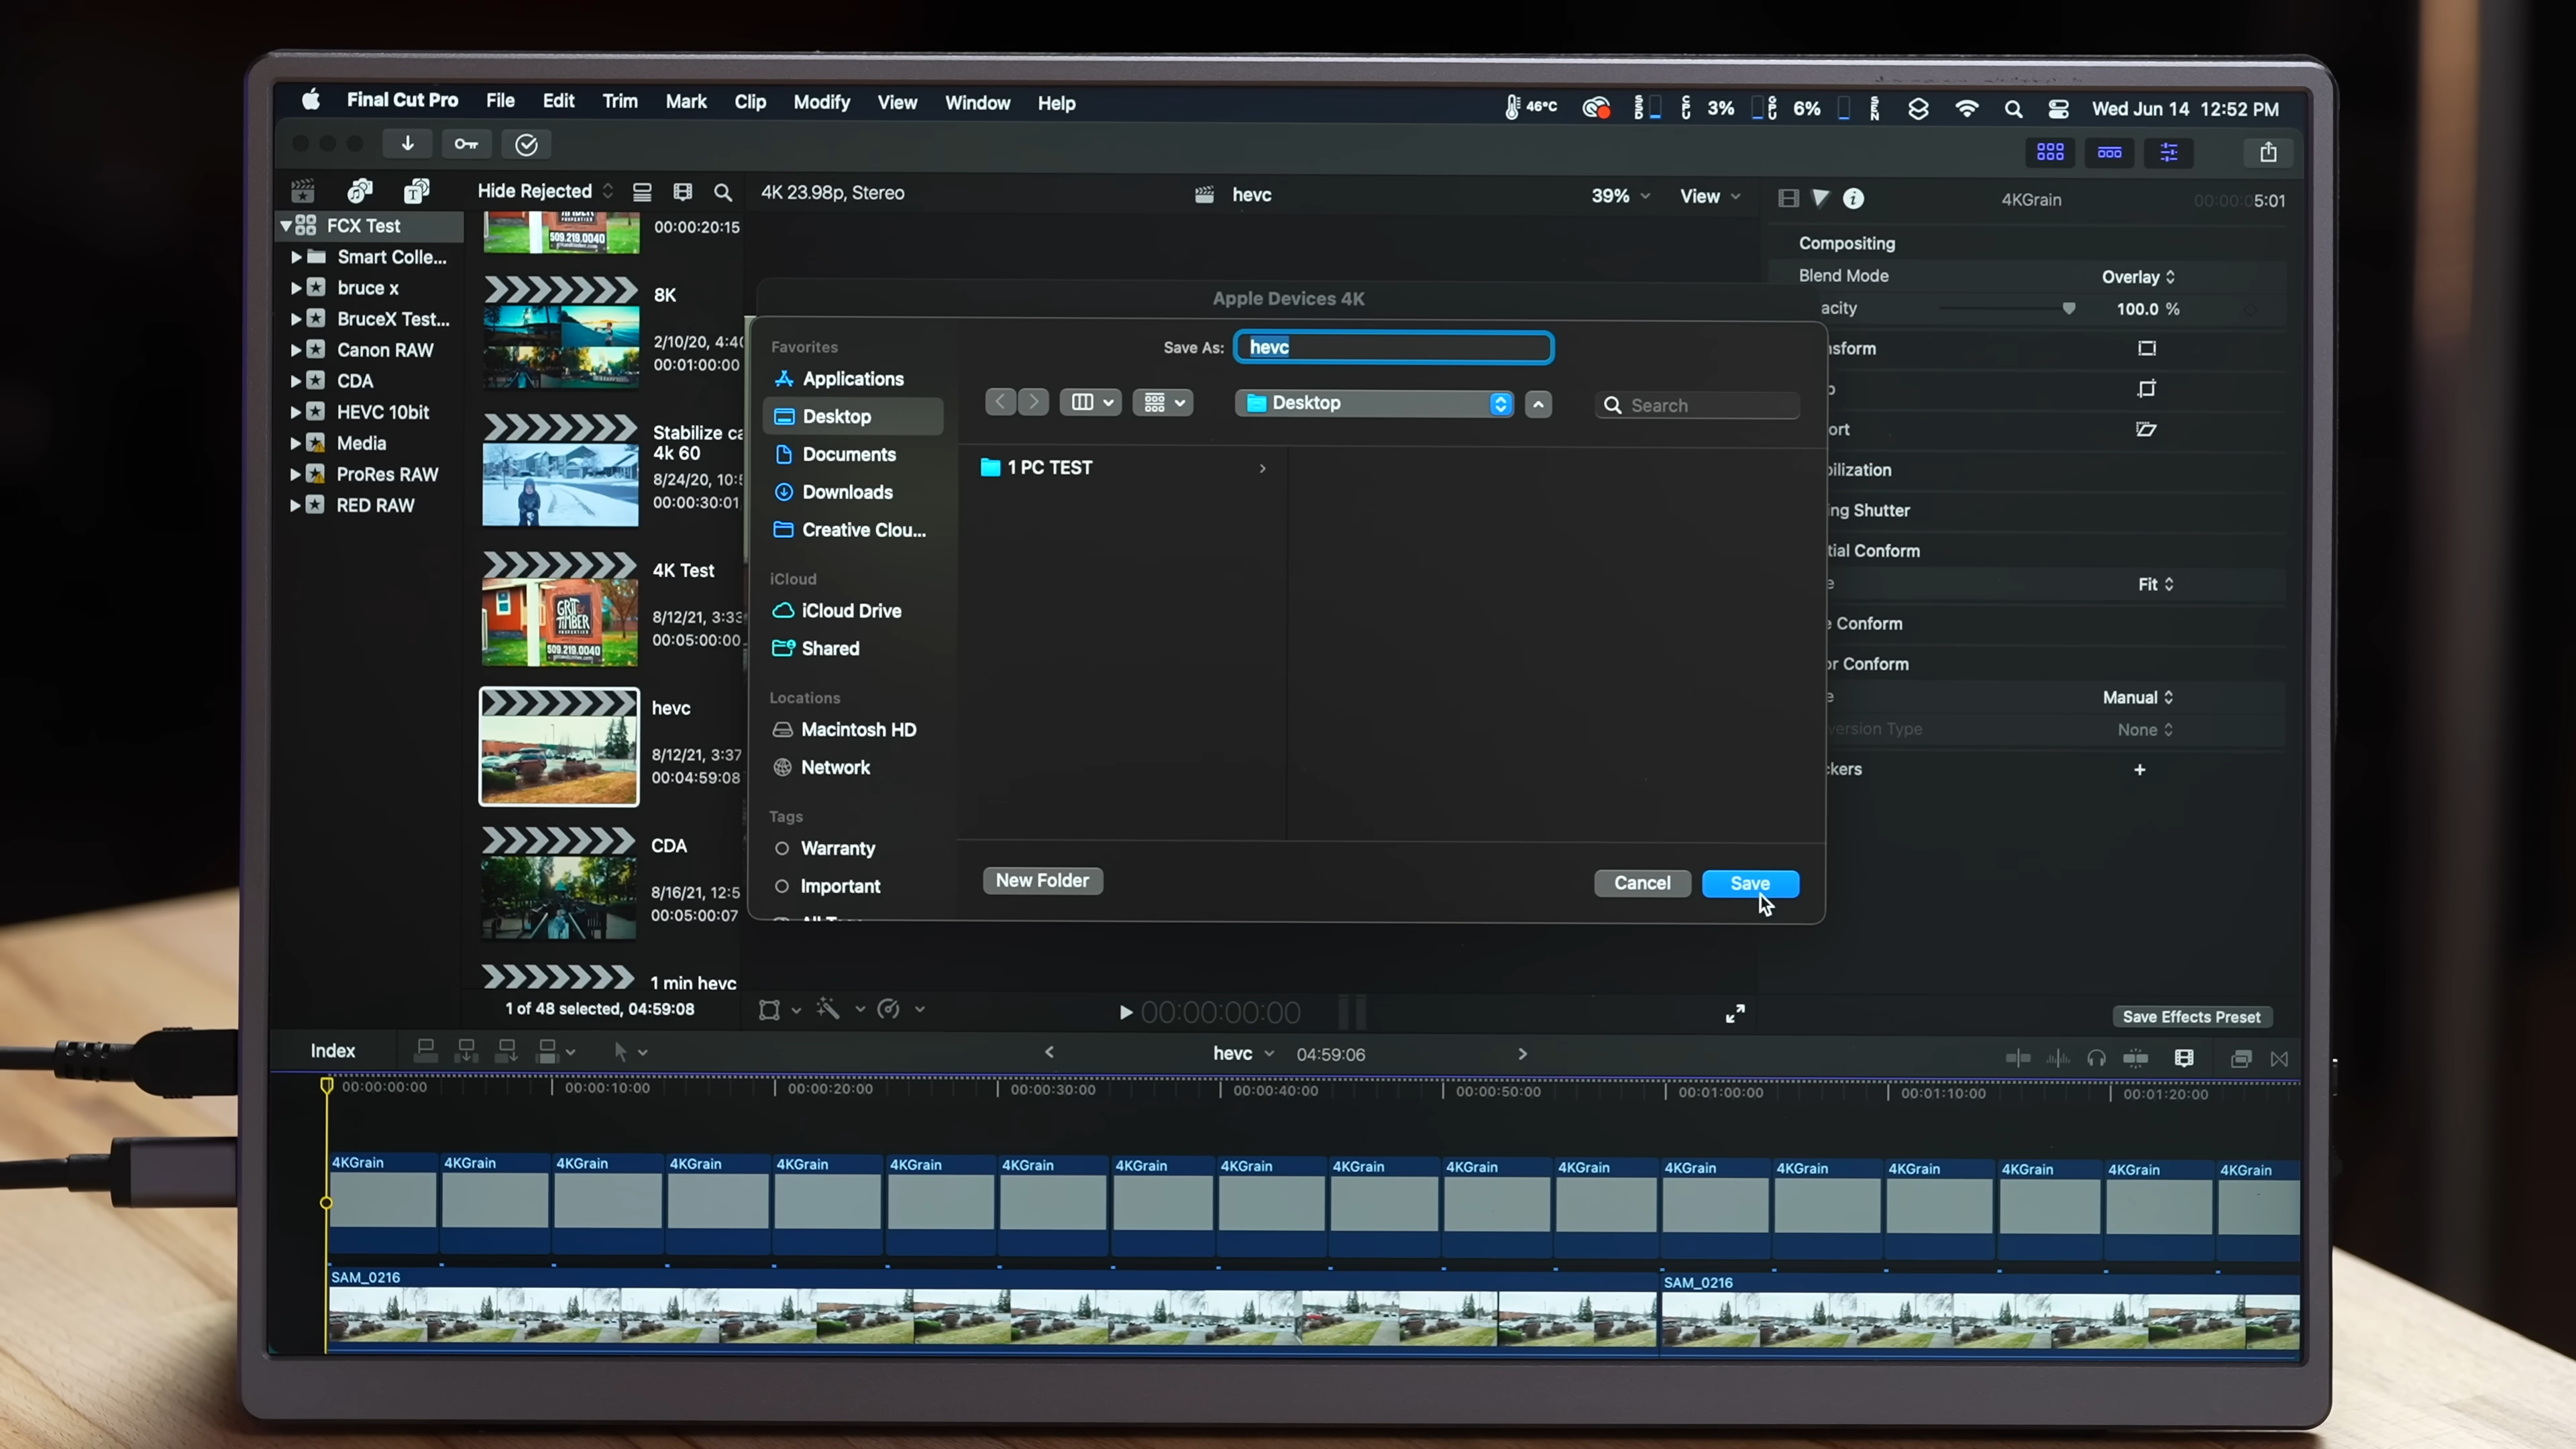 Final Cut Pro File Edit Trim Mark Clip Modify View Window Help
46°C SSD CPU 3% GPU 6% SEN Wed Jun 14 12:52 PM
Hide Rejected
4K 23.98p, Stereo
hevc
39% View
4KGrain
00:00:05:01
FCX Test
Smart Colle...
bruce x
BruceX Test...
Canon RAW
CDA
HEVC 10bit
Media
ProRes RAW
RED RAW
509.219.0040
00:00:20:15
8K
2/10/20, 4:40
00:01:00:00
Stabilize ca
4k 60
8/24/20, 10:5
00:00:30:01
4K Test
GRIT
TIMBER
PROPERTIES
509.219.0040
8/12/21, 3:33
00:05:00:00
hevc
8/12/21, 3:37
00:04:59:08
CDA
8/16/21, 12:5
00:05:00:07
1 min hevc
1 of 48 selected, 04:59:08
Apple Devices 4K
Save As: hevc
Desktop
Search
Favorites
Applications
Desktop
Documents
Downloads
Creative Clou...
iCloud
iCloud Drive
Shared
Locations
Macintosh HD
Network
Tags
Warranty
Important
1 PC TEST
New Folder
Cancel
Save
Compositing
Blend Mode Overlay
acity 100.0 %
nsform
p
ort
ilization
ing Shutter
tial Conform
e Fit
e Conform
or Conform
e Manual
version Type None
ckers
00:00:00:00
Save Effects Preset
Index
hevc 04:59:06
00:00:00:00 00:00:10:00 00:00:20:00 00:00:30:00 00:00:40:00 00:00:50:00 00:01:00:00 00:01:10:00 00:01:20:00
4KGrain 4KGrain 4KGrain 4KGrain 4KGrain 4KGrain 4KGrain 4KGrain 4KGrain 4KGrain 4KGrain 4KGrain 4KGrain 4KGrain 4KGrain 4KGrain 4KGrain 4KGrain
SAM_0216 SAM_0216